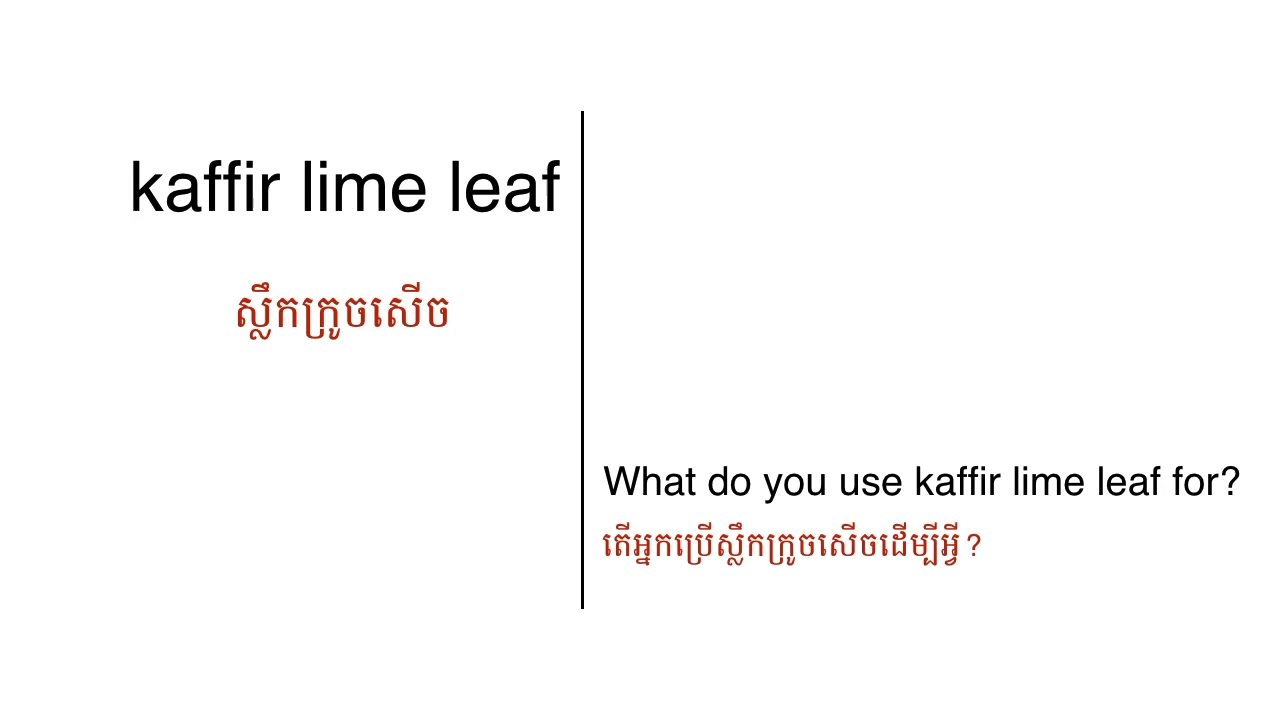 kaffir lime leaf
ស្លឹកក្រូចសើច
What do you use kaffir lime leaf for?
តើអ្នកប្រើស្លឹកក្រូចសើចដើម្បីអ្វី ?